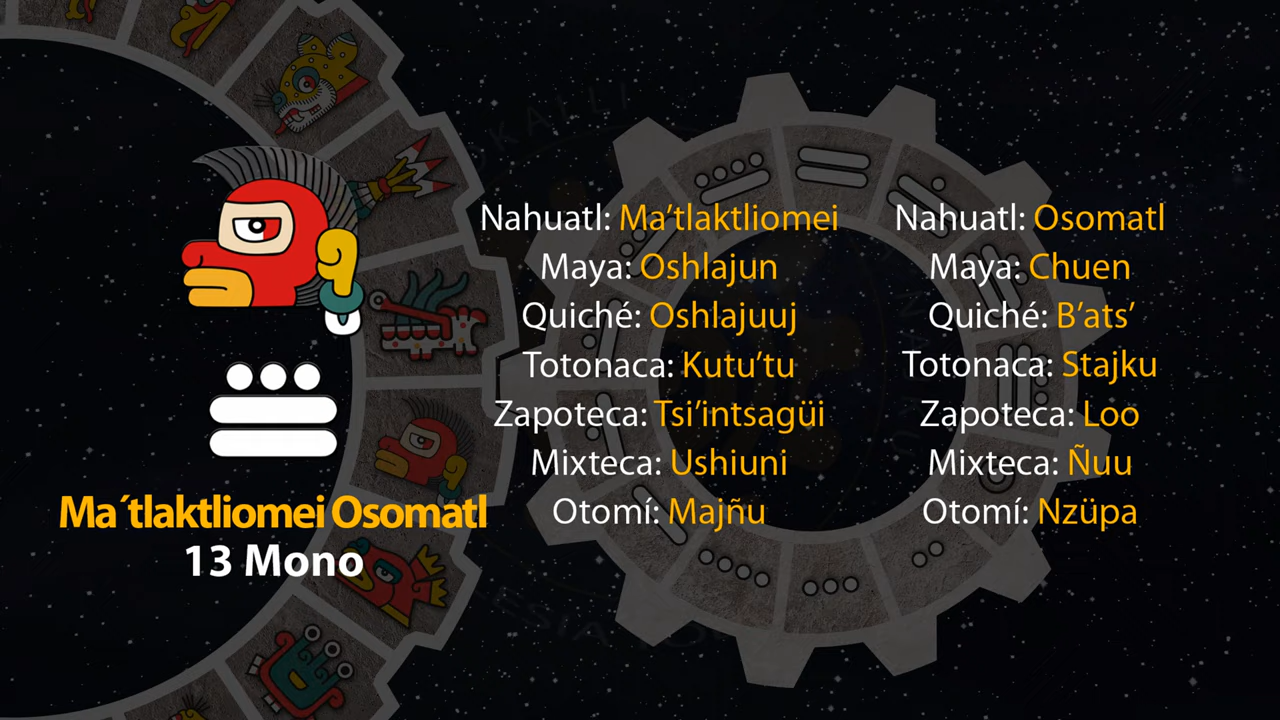 Nahuatl: Ma’tlaktliomei
Maya: Oshlajun
Quiché: Oshlajuuj
Totonaca: Kutu’tu
Zapoteca: Tsi’intsagüi
Mixteca: Ushiuni
Otomí: Majñu
Nahuatl: Osomatl
Maya: Chuen
Quiché: B’ats’
Totonaca: Stajku
Zapoteca: Loo
Mixteca: Ñuu
Otomí: Nzüpa
Ma´tlaktliomei Osomatl
13 Mono